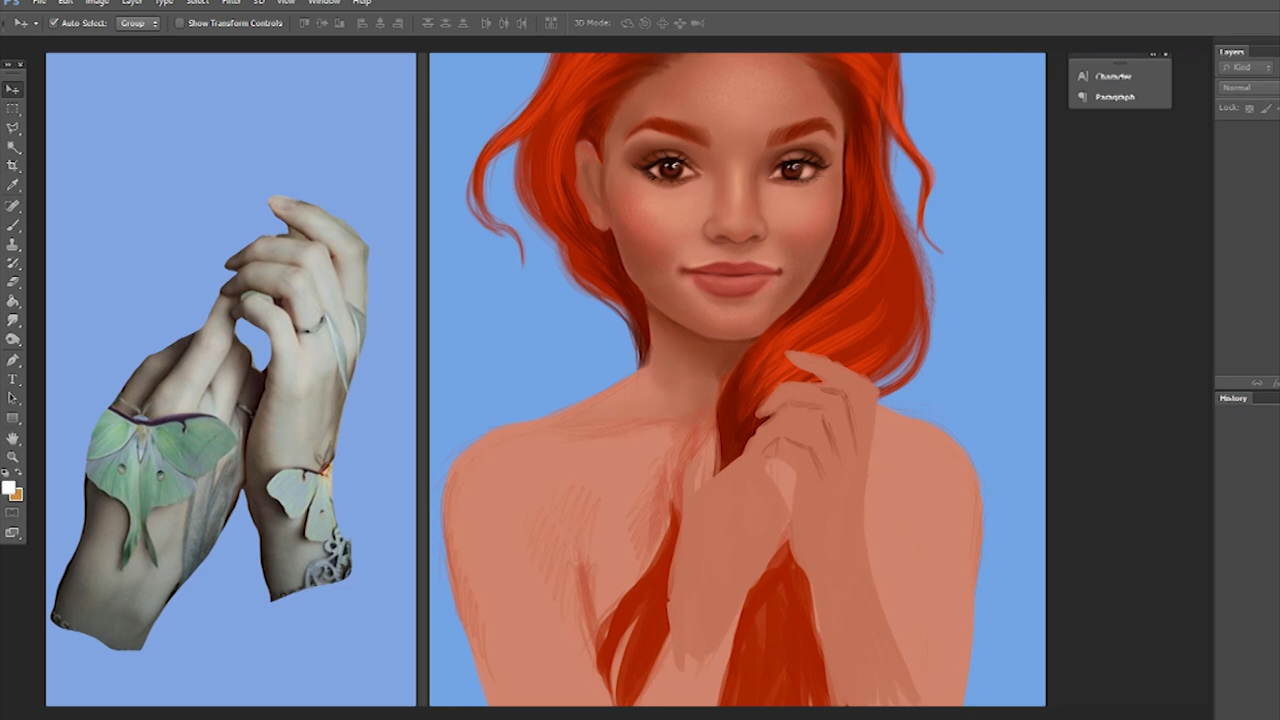 Ps File Edit Image Layer Type Select Filter 3D View Window Help
Auto-Select: Group Show Transform Controls 3D Mode:
Layers
Kind
Normal
Lock:
Character
Paragraph
History